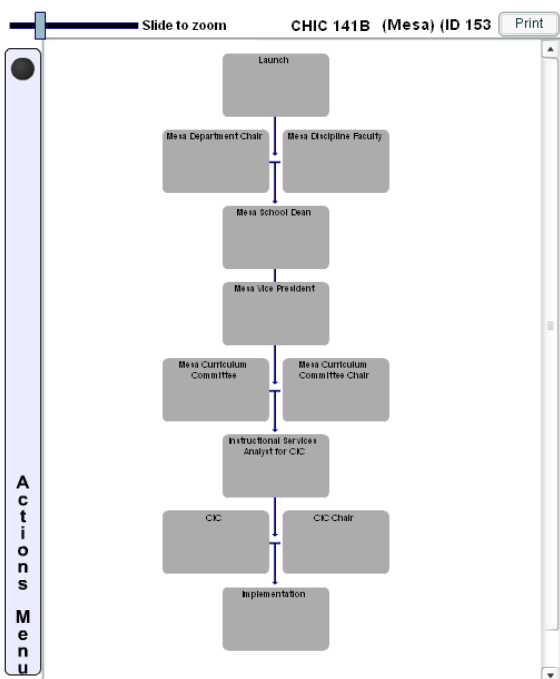 Slide to zoom
CHIC 141B (Mesa) (ID 153
Print
Launch
Mesa Department Chair
Mesa Discipline Faculty
Mesa School Dean
Mesa Vice President
Mesa Curriculum
Committee
Mesa Curriculum
Committee Chair
Instructional Services
Analyst for CIC
CIC
CIC Chair
Implementation
Actions Menu